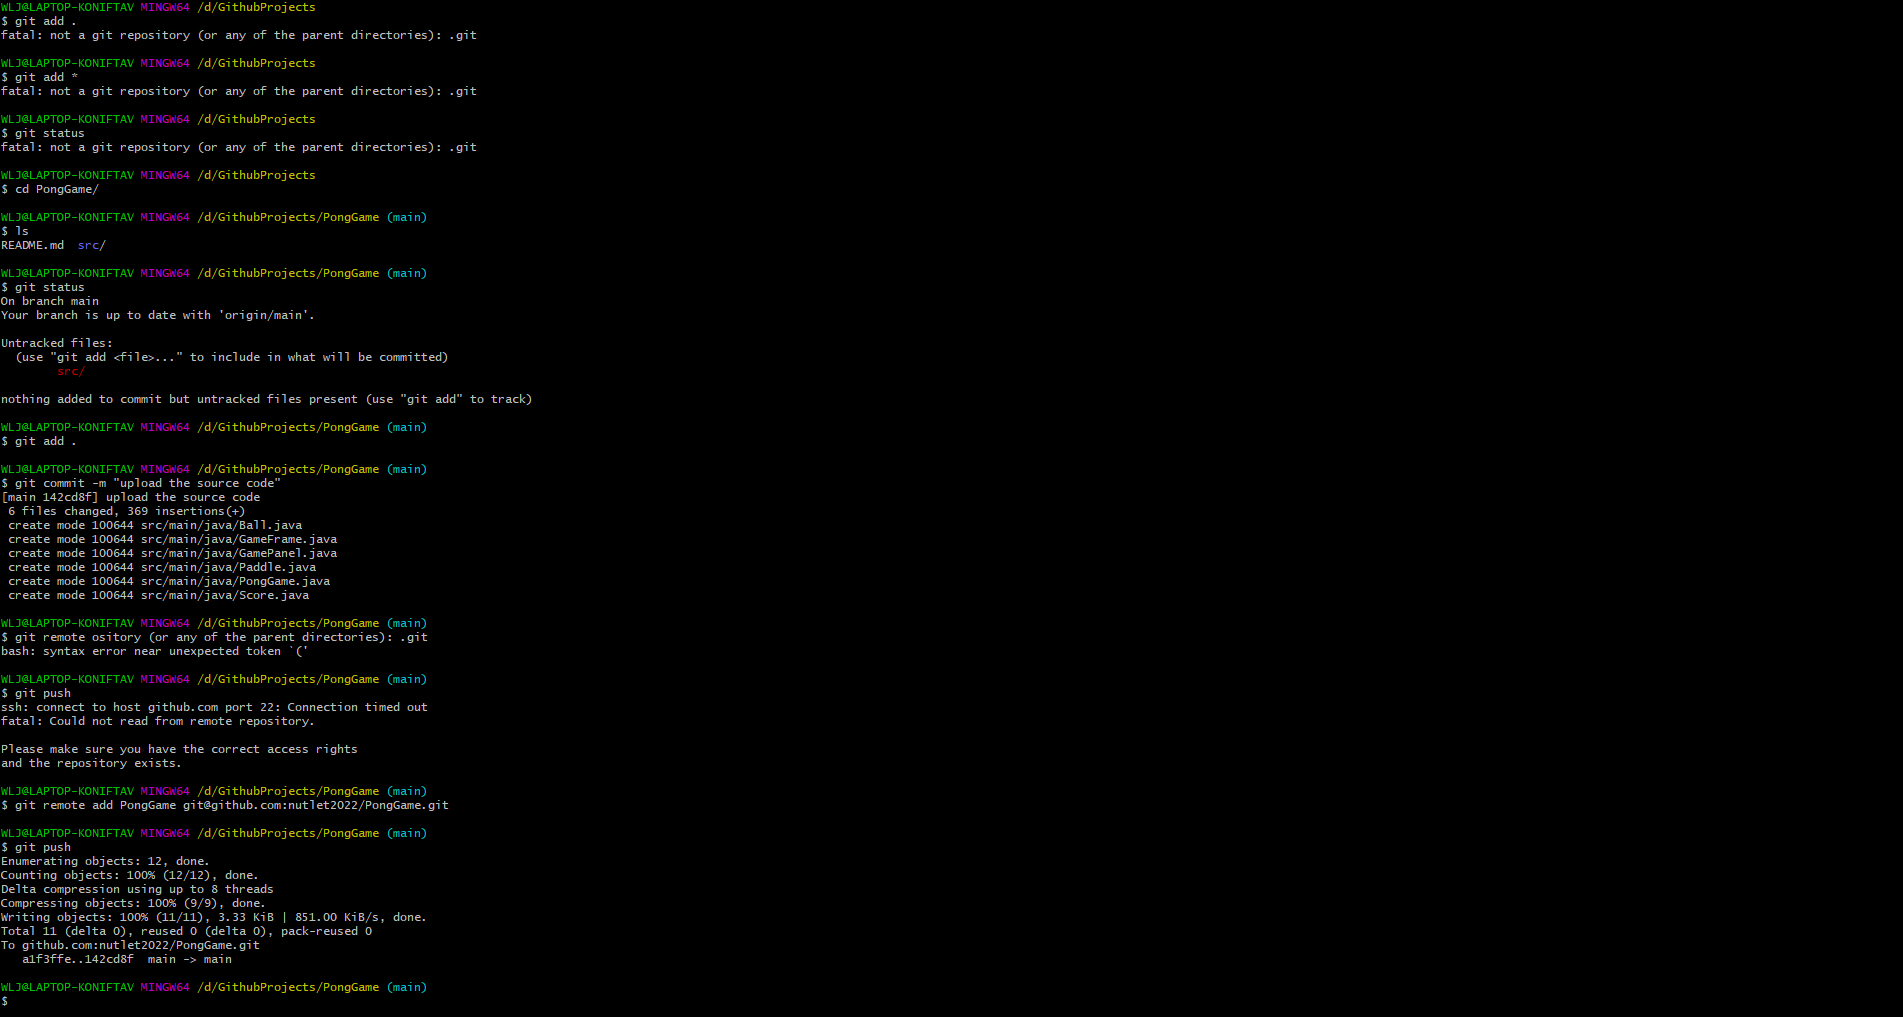 WLJ@LAPTOP-KONIFTAV MINGW64 /d/GithubProjects
$ git add .
fatal: not a git repository (or any of the parent directories): .git
WLJ@LAPTOP-KONIFTAV MINGW64 /d/GithubProjects
$ git add *
fatal: not a git repository (or any of the parent directories): .git
WLJ@LAPTOP-KONIFTAV MINGW64 /d/GithubProjects
$ git status
fatal: not a git repository (or any of the parent directories): .git
WLJ@LAPTOP-KONIFTAV MINGW64 /d/GithubProjects
$ cd PongGame/
WLJ@LAPTOP-KONIFTAV MINGW64 /d/GithubProjects/PongGame (main)
$ ls
README.md  src/
WLJ@LAPTOP-KONIFTAV MINGW64 /d/GithubProjects/PongGame (main)
$ git status
On branch main
Your branch is up to date with 'origin/main'.
Untracked files:
  (use "git add <file>..." to include in what will be committed)
        src/
nothing added to commit but untracked files present (use "git add" to track)
WLJ@LAPTOP-KONIFTAV MINGW64 /d/GithubProjects/PongGame (main)
$ git add .
WLJ@LAPTOP-KONIFTAV MINGW64 /d/GithubProjects/PongGame (main)
$ git commit -m "upload the source code"
[main 142cd8f] upload the source code
 6 files changed, 369 insertions(+)
 create mode 100644 src/main/java/Ball.java
 create mode 100644 src/main/java/GameFrame.java
 create mode 100644 src/main/java/GamePanel.java
 create mode 100644 src/main/java/Paddle.java
 create mode 100644 src/main/java/PongGame.java
 create mode 100644 src/main/java/Score.java
WLJ@LAPTOP-KONIFTAV MINGW64 /d/GithubProjects/PongGame (main)
$ git remote ository (or any of the parent directories): .git
bash: syntax error near unexpected token `('
WLJ@LAPTOP-KONIFTAV MINGW64 /d/GithubProjects/PongGame (main)
$ git push
ssh: connect to host github.com port 22: Connection timed out
fatal: Could not read from remote repository.
Please make sure you have the correct access rights
and the repository exists.
WLJ@LAPTOP-KONIFTAV MINGW64 /d/GithubProjects/PongGame (main)
$ git remote add PongGame git@github.com:nutlet2022/PongGame.git
WLJ@LAPTOP-KONIFTAV MINGW64 /d/GithubProjects/PongGame (main)
$ git push
Enumerating objects: 12, done.
Counting objects: 100% (12/12), done.
Delta compression using up to 8 threads
Compressing objects: 100% (9/9), done.
Writing objects: 100% (11/11), 3.33 KiB | 851.00 KiB/s, done.
Total 11 (delta 0), reused 0 (delta 0), pack-reused 0
To github.com:nutlet2022/PongGame.git
   a1f3ffe..142cd8f  main -> main
WLJ@LAPTOP-KONIFTAV MINGW64 /d/GithubProjects/PongGame (main)
$